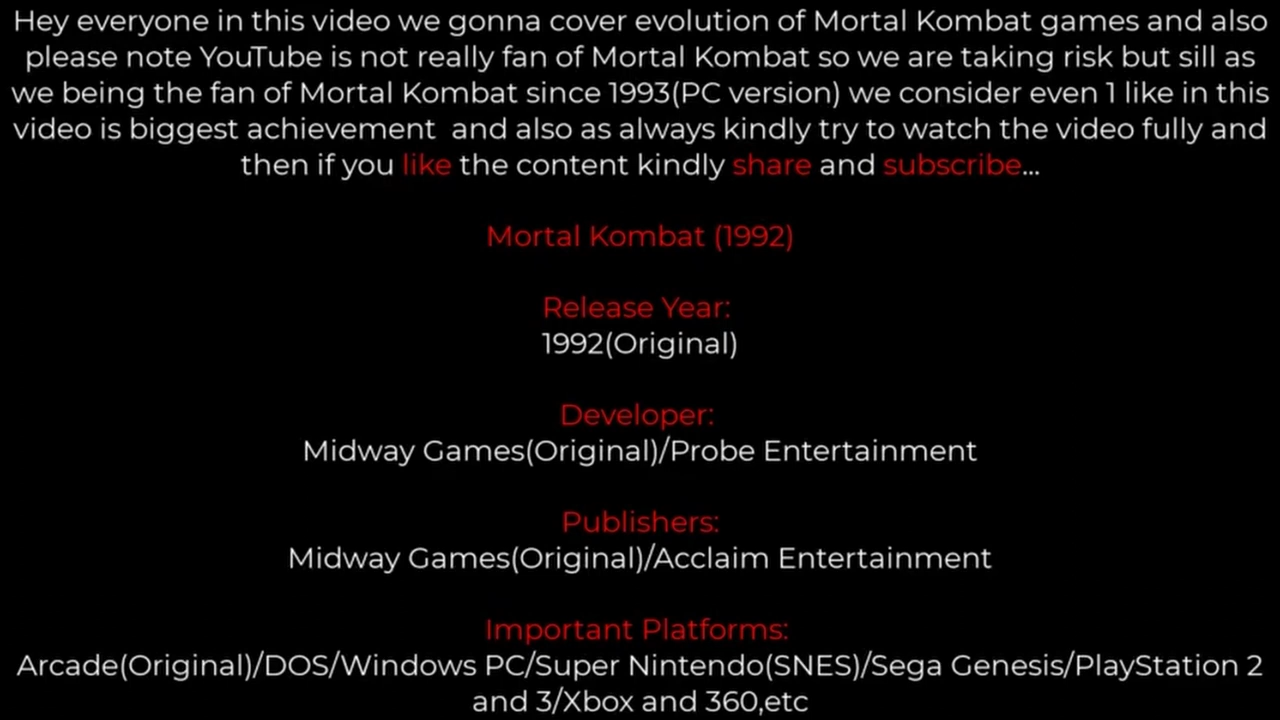 Hey everyone in this video we gonna cover evolution of Mortal Kombat games and also
please note YouTube is not really fan of Mortal Kombat so we are taking risk but sill as
we being the fan of Mortal Kombat since 1993(PC version) we consider even 1 like in this
video is biggest achievement  and also as always kindly try to watch the video fully and
then if you like the content kindly share and subscribe...
Mortal Kombat (1992)
Release Year:
1992(Original)
Developer:
Midway Games(Original)/Probe Entertainment
Publishers:
Midway Games(Original)/Acclaim Entertainment
Important Platforms:
Arcade(Original)/DOS/Windows PC/Super Nintendo(SNES)/Sega Genesis/PlayStation 2
and 3/Xbox and 360,etc